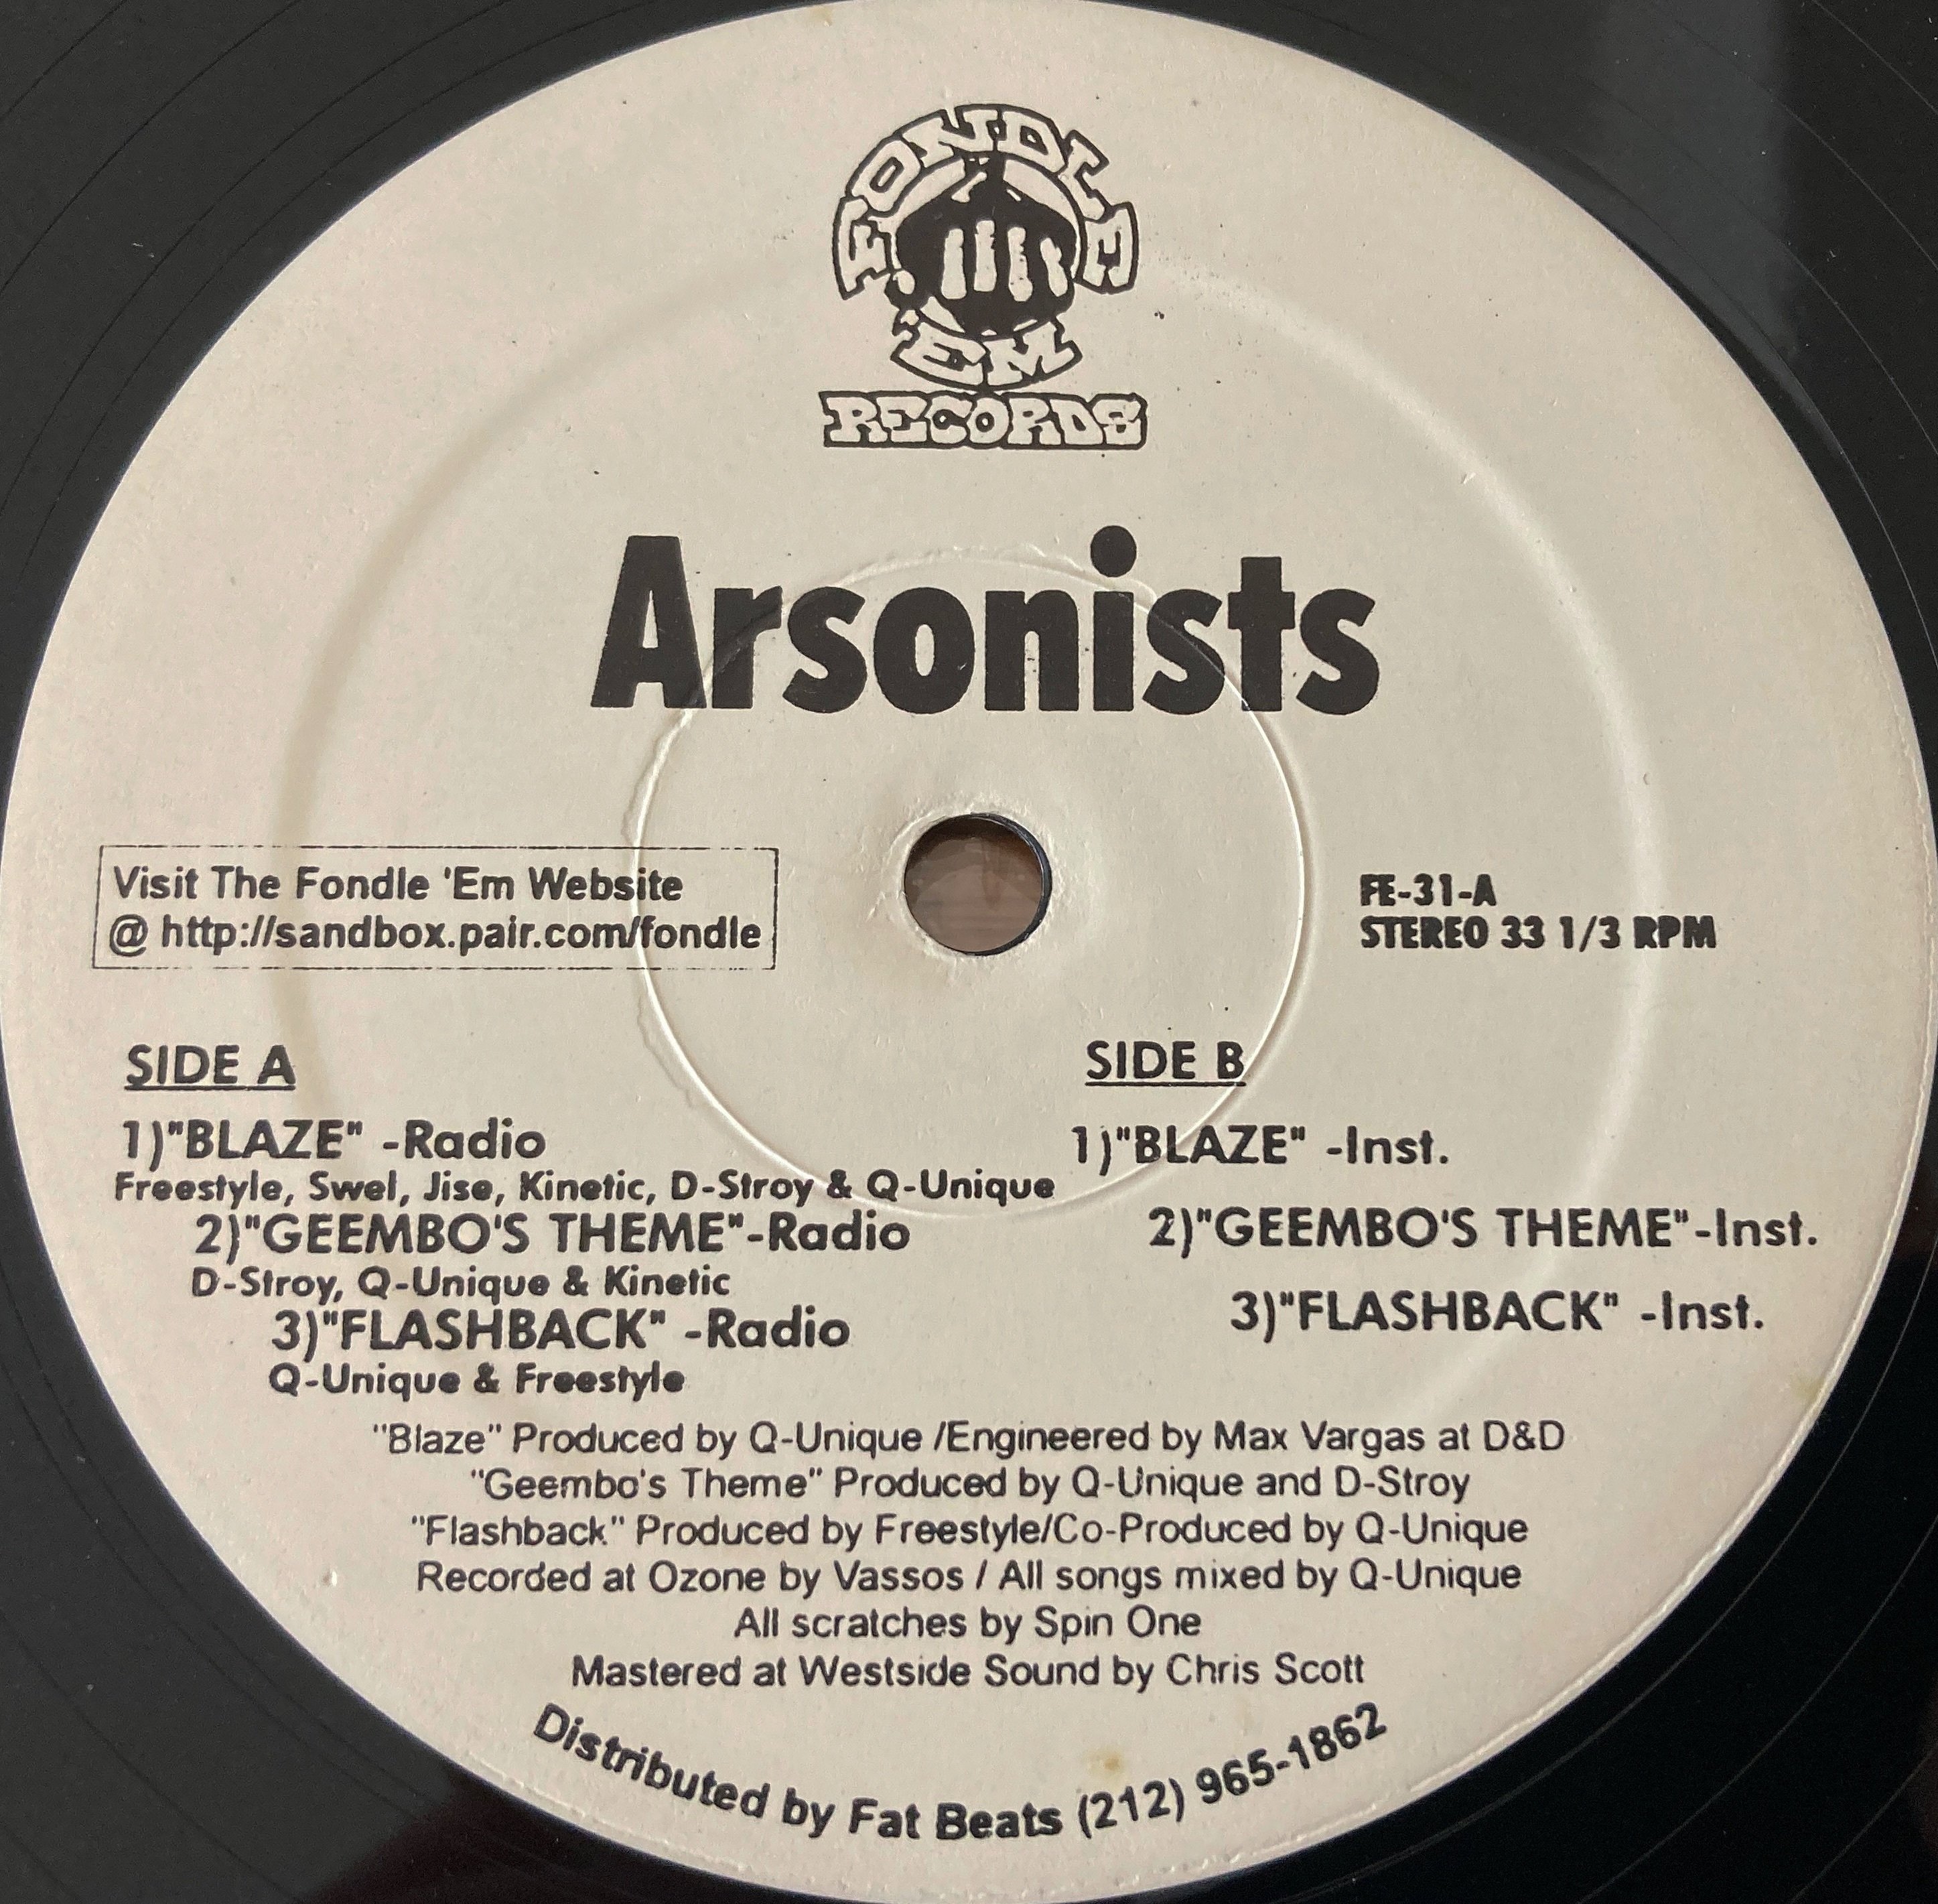 FONDLE
'EM
RECORDS
Arsonists
Visit The Fondle 'Em Website
@ http://sandbox.pair.com/fondle
FE-31-A
STEREO 33 1/3 RPM
SIDE A
1)"BLAZE" -Radio
Freestyle, Swel, Jise, Kinetic, D-Stroy & Q-Unique
2)"GEEMBO'S THEME"-Radio
D-Stroy, Q-Unique & Kinetic
3)"FLASHBACK" -Radio
Q-Unique & Freestyle
SIDE B
1)"BLAZE" -Inst.
2)"GEEMBO'S THEME"-Inst.
3)"FLASHBACK" -Inst.
"Blaze" Produced by Q-Unique /Engineered by Max Vargas at D&D
"Geembo's Theme" Produced by Q-Unique and D-Stroy
"Flashback" Produced by Freestyle/Co-Produced by Q-Unique
Recorded at Ozone by Vassos / All songs mixed by Q-Unique
All scratches by Spin One
Mastered at Westside Sound by Chris Scott
Distributed by Fat Beats (212) 965-1862